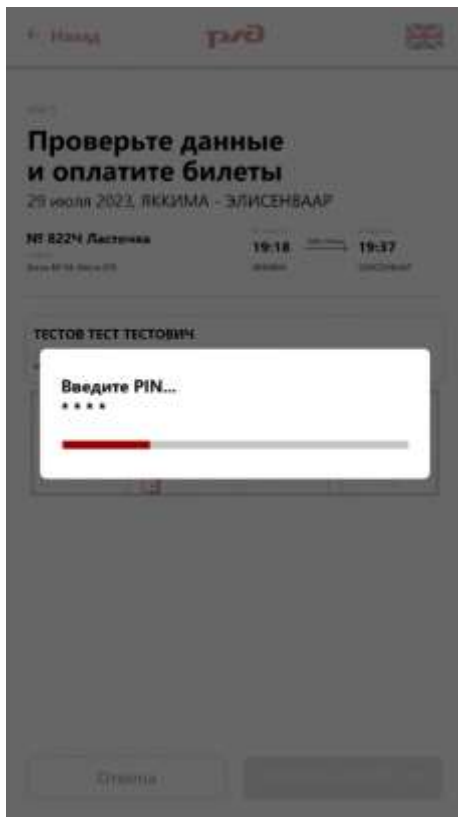 ← Назад
ржд
Проверьте данные
и оплатите билеты
29 июля 2023, ЯККИМА - ЭЛИСЕНВААР
№ 822Ч Ласточка
19:18 19:37
ТЕСТОВ ТЕСТ ТЕСТОВИЧ
Введите PIN...
* * * *
Отмена